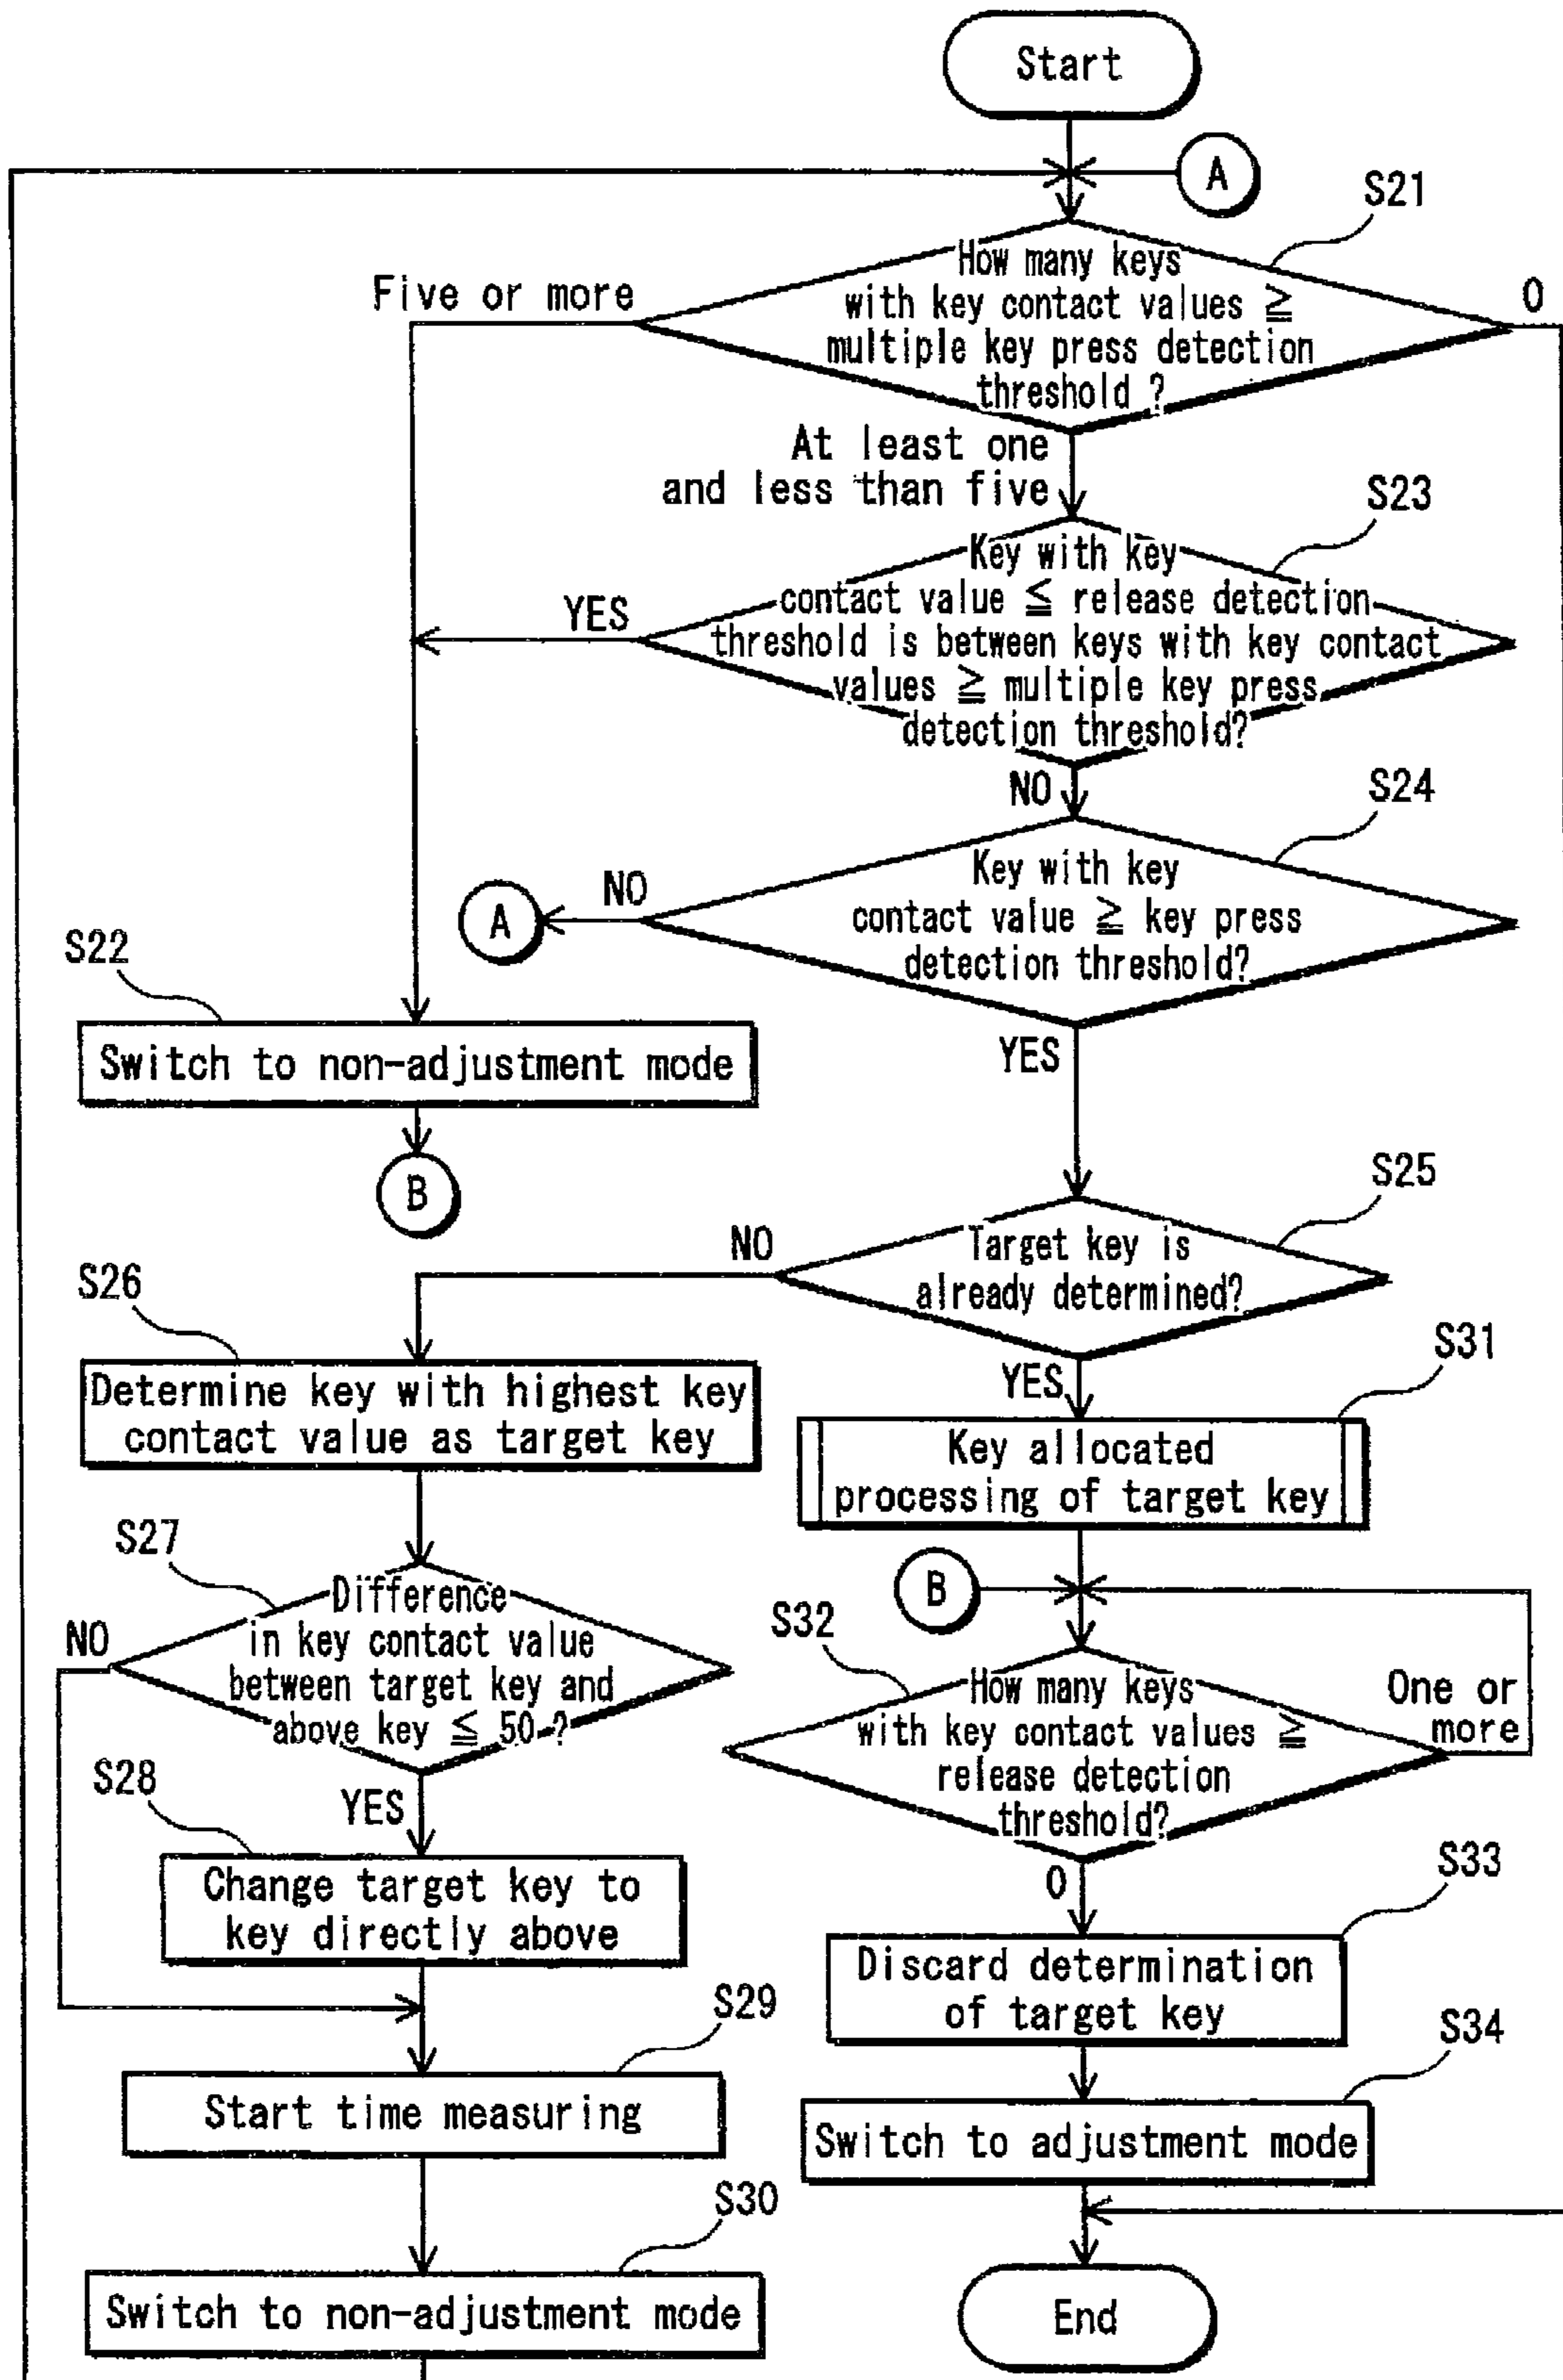 Start
A
S21
How many keys
with key contact values ≧
multiple key press detection
threshold ?
Five or more
0
At least one
and less than five
S23
Key with key
contact value ≦ release detection
threshold is between keys with key contact
values ≧ multiple key press
detection threshold?
YES
NO
S24
Key with key
contact value ≧ key press
detection threshold?
NO
A
YES
S22
Switch to non-adjustment mode
B
S25
Target key is
already determined?
NO
YES
S26
Determine key with highest key
contact value as target key
S31
Key allocated
processing of target key
S27
Difference
in key contact value
between target key and
above key ≦ 50 ?
NO
YES
B
S32
How many keys
with key contact values ≧
release detection
threshold?
One or
more
0
S28
Change target key to
key directly above
S33
Discard determination
of target key
S29
Start time measuring
S34
Switch to adjustment mode
S30
Switch to non-adjustment mode
End